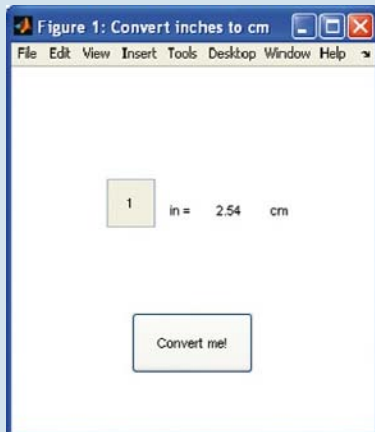 Figure 1: Convert inches to cm
File Edit View Insert Tools Desktop Window Help
1 in = 2.54 cm
Convert me!